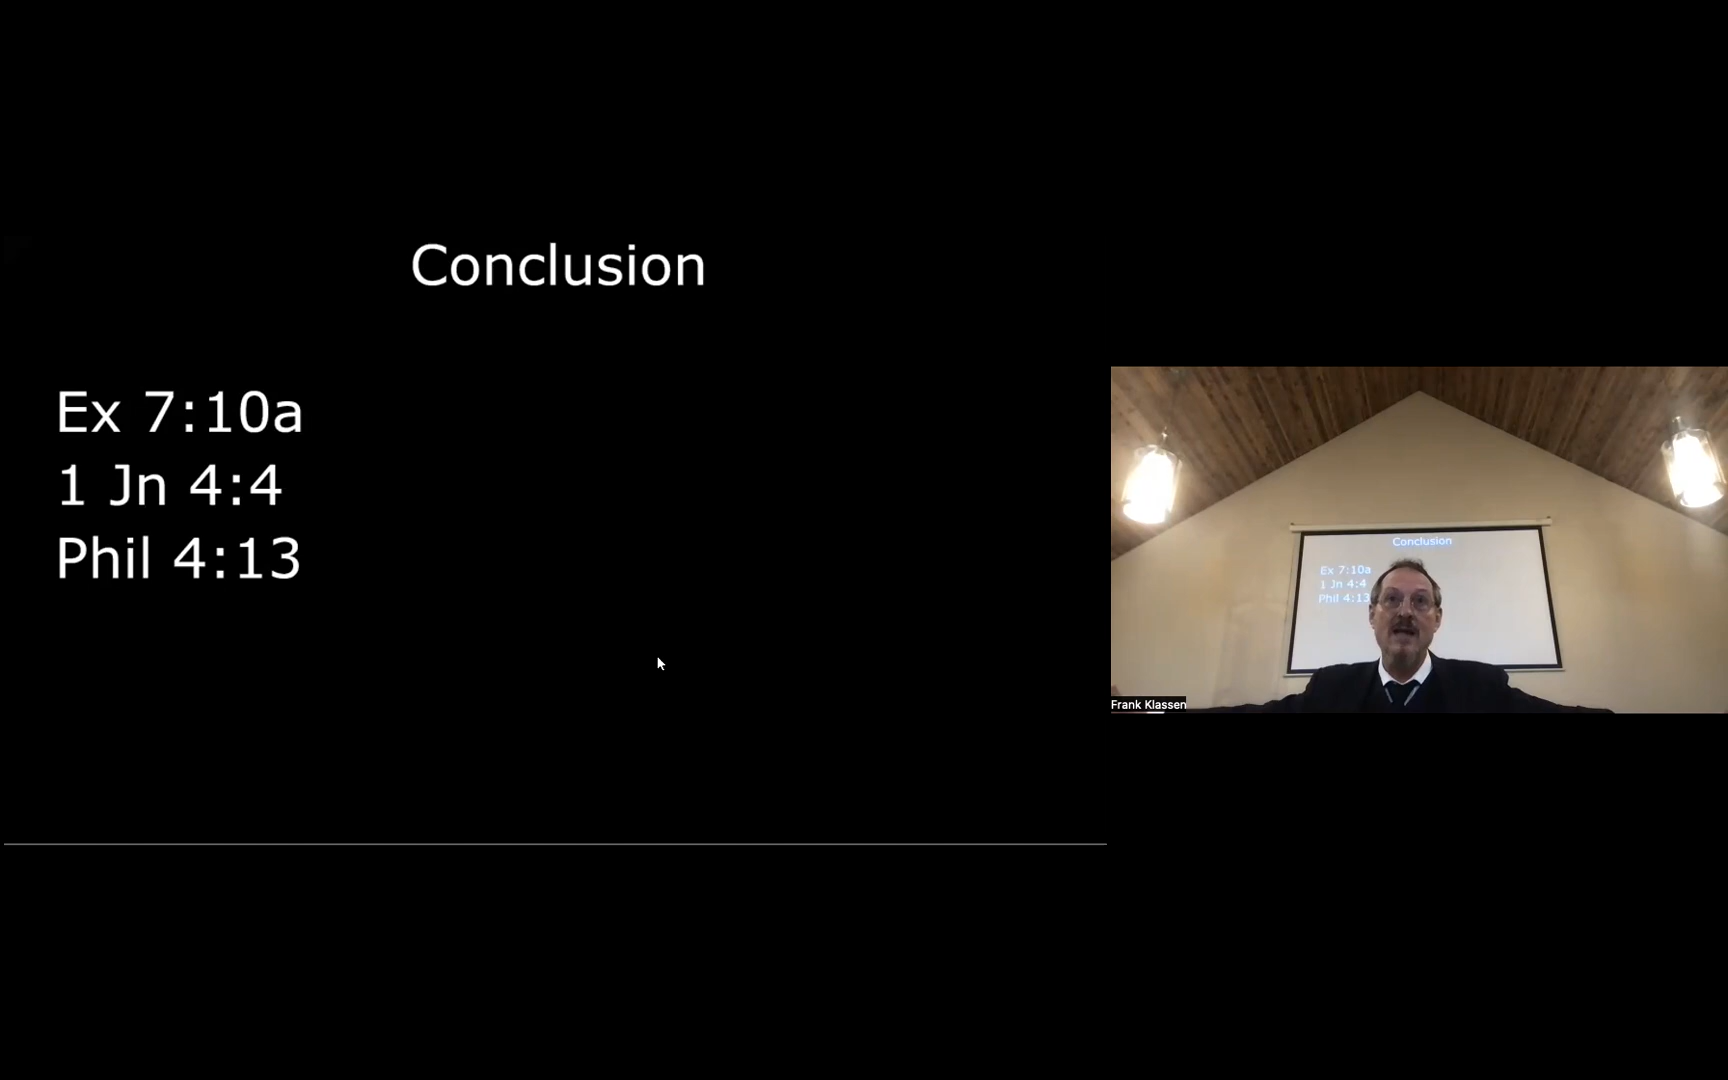 Conclusion
Ex 7:10a
1 Jn 4:4
Phil 4:13
Conclusion
Ex 7:10a
1 Jn 4:4
Phil 4:13
Frank Klassen